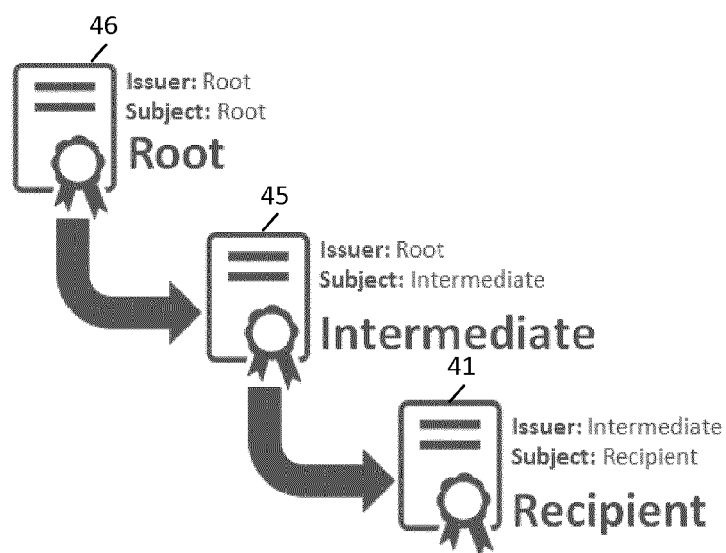 46
Issuer: Root
Subject: Root
Root
45
Issuer: Root
Subject: Intermediate
Intermediate
41
Issuer: Intermediate
Subject: Recipient
Recipient